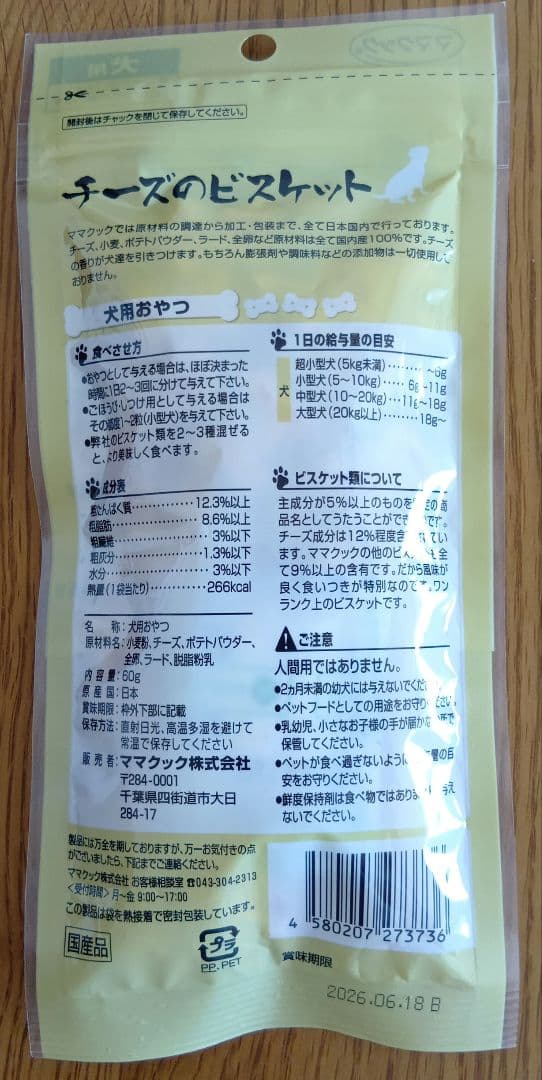 ママクック
犬用
開封後はチャックを閉じて保存してください。
チーズのビスケット
ママクックでは原材料の調達から加工・包装まで、全て日本国内で行っております。
チーズ、小麦、ポテトパウダー、ラード、全卵など原材料は全て国内産100%です。チーズ
の香りが犬達を引きつけます。もちろん膨張剤や調味料などの添加物は一切使用して
おりません。
犬用おやつ
食べさせ方
●おやつとして与える場合は、ほぼ決まった
時間に1日2〜3回に分けて与えて下さい。
●ごほうび・しつけ用として与える場合は
その都度1〜2粒(小型犬)を与えて下さい。
●弊社のビスケット類を2〜3種混ぜると
、より美味しく食べます。
成分表
粗たんぱく質……………12.3%以上
粗脂肪……………8.6%以上
粗繊維……………3%以下
粗灰分……………1.3%以下
水分……………3%以下
熱量(1袋当たり)…………266kcal
名称:犬用おやつ
原材料名:小麦粉、チーズ、ポテトパウダー、
全卵、ラード、脱脂粉乳
内容量:60g
原産国:日本
賞味期限:枠外下部に記載
保存方法:直射日光、高温多湿を避けて
常温で保存してください
販売者:ママクック株式会社
〒284-0001
千葉県四街道市大日
284-17
1日の給与量の目安
犬
超小型犬(5kg未満)………〜6g
小型犬(5〜10kg)………6g〜11g
中型犬(10〜20kg)……11g〜18g
大型犬(20kg以上)………18g〜
ビスケット類について
主成分が5%以上のものを の商
品名としてうたうことができ です。
チーズ成分は12%程度含 れてい
ます。ママクックの他のビス も全
て9%以上の含有です。だから風味が
良く食いつきが特別なのです。ワン
ランク上のビスケットです。
ご注意
人間用ではありません。
●2ヵ月未満の幼犬には与えないでくだ い。
●ペットフードとしての用途をお守りく さい。
●乳幼児、小さなお子様の手が届か 所で
保管してください。
●ペットが食べ過ぎないように 量の目
安をお守りください。
●鮮度保持剤は食べ物ではありま 与え
ないでください。
製品には万全を期しておりますが、万一お気付きの点
がございましたら、下記までご連絡ください。
ママクック株式会社 お客様相談室 ☎043-304-2313
<受付時間>月〜金 9:00〜17:00
この製品は袋を熱接着で密封包装しています。
国産品
プラ
PP,PET
4 580207 273736
賞味期限
2026.06.18 B